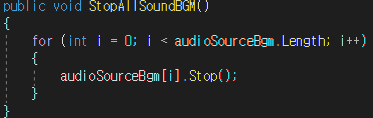 public void StopAllSoundBGM()
{
    for (int i = 0; i < audioSourceBgm.Length; i++)
    {
        audioSourceBgm[i].Stop();
    }
}